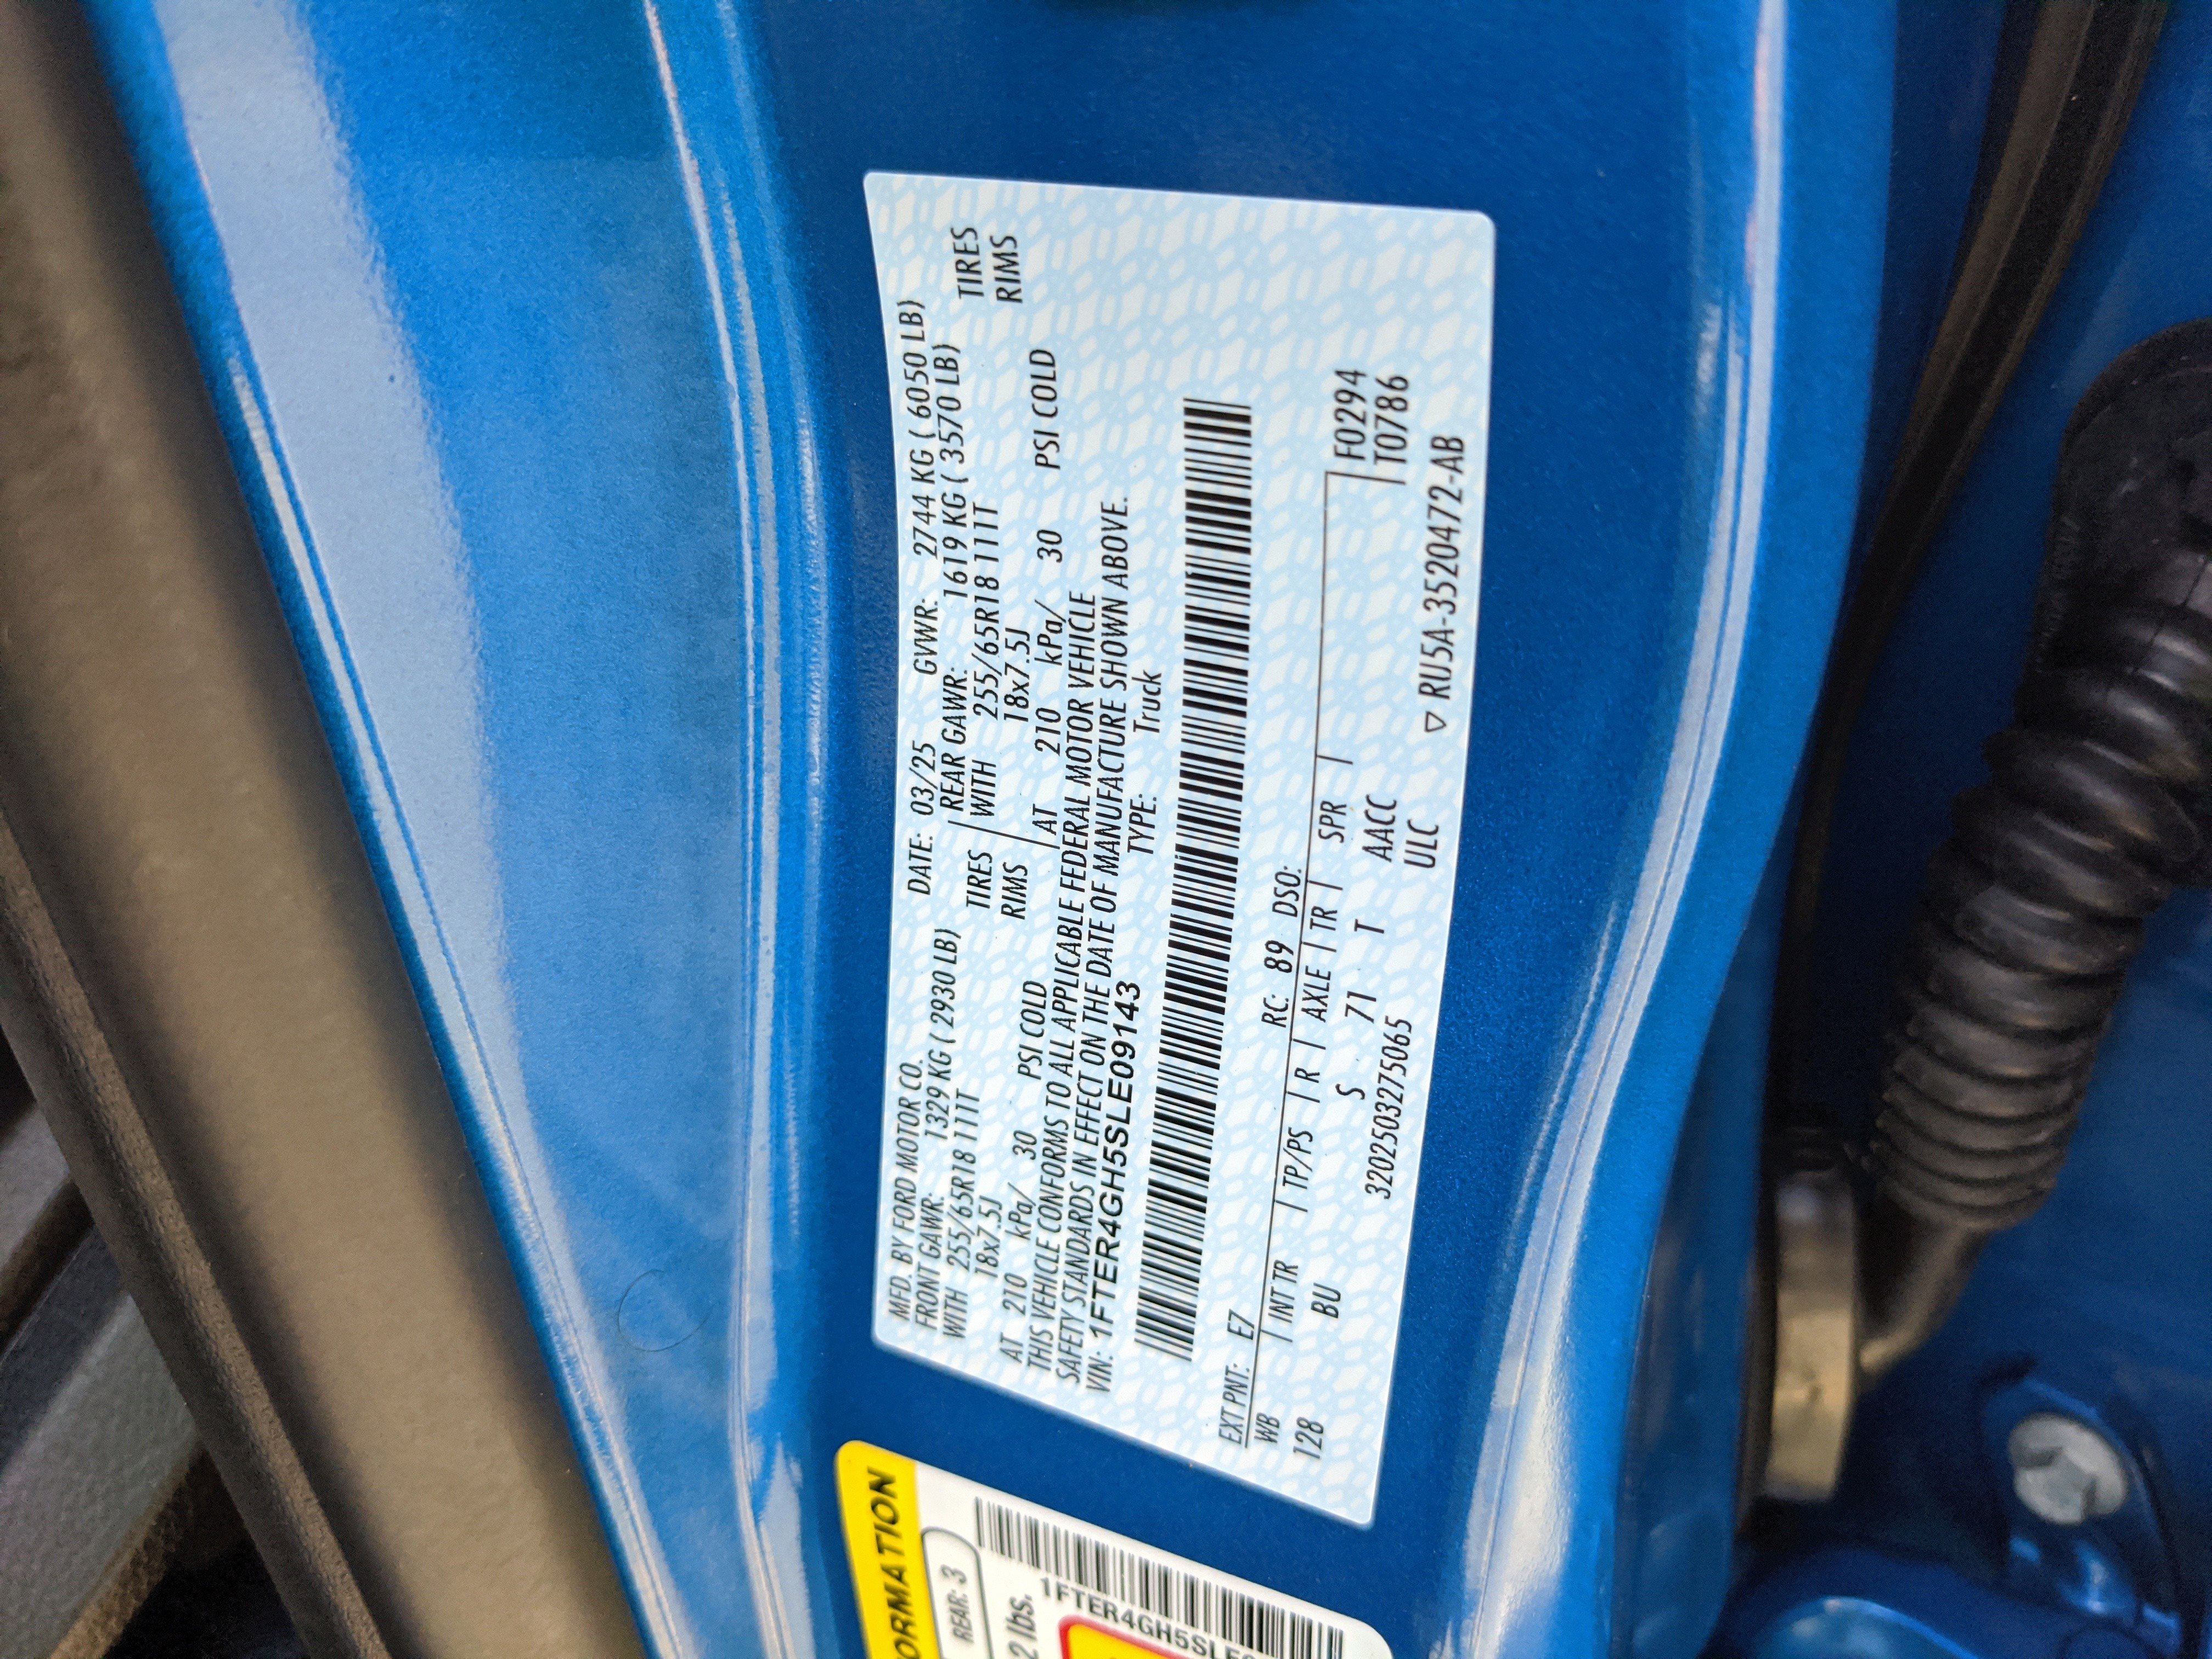 MFD. BY FORD MOTOR CO. DATE: 03/25 GVWR: 2744 KG ( 6050 LB)
FRONT GAWR: 1329 KG ( 2930 LB) REAR GAWR: 1619 KG ( 3570 LB)
WITH 255/65R18 111T TIRES WITH 255/65R18 111T TIRES
18x7.5J RIMS 18x7.5J RIMS
AT 210 kPa/ 30 PSI COLD AT 210 kPa/ 30 PSI COLD
THIS VEHICLE CONFORMS TO ALL APPLICABLE FEDERAL MOTOR VEHICLE
SAFETY STANDARDS IN EFFECT ON THE DATE OF MANUFACTURE SHOWN ABOVE.
VIN: 1FTER4GH5SLE09143 TYPE: Truck
EXT PNT: E7 RC: 89 DSO:
WB INT TR TP/PS R AXLE TR SPR F0294
128 BU S 71 T AACC T0786
3202503275065 ULC ▽ RU5A-3520472-AB
ORMATION
REAR: 3
2 lbs.
1FTER4GH5SLE